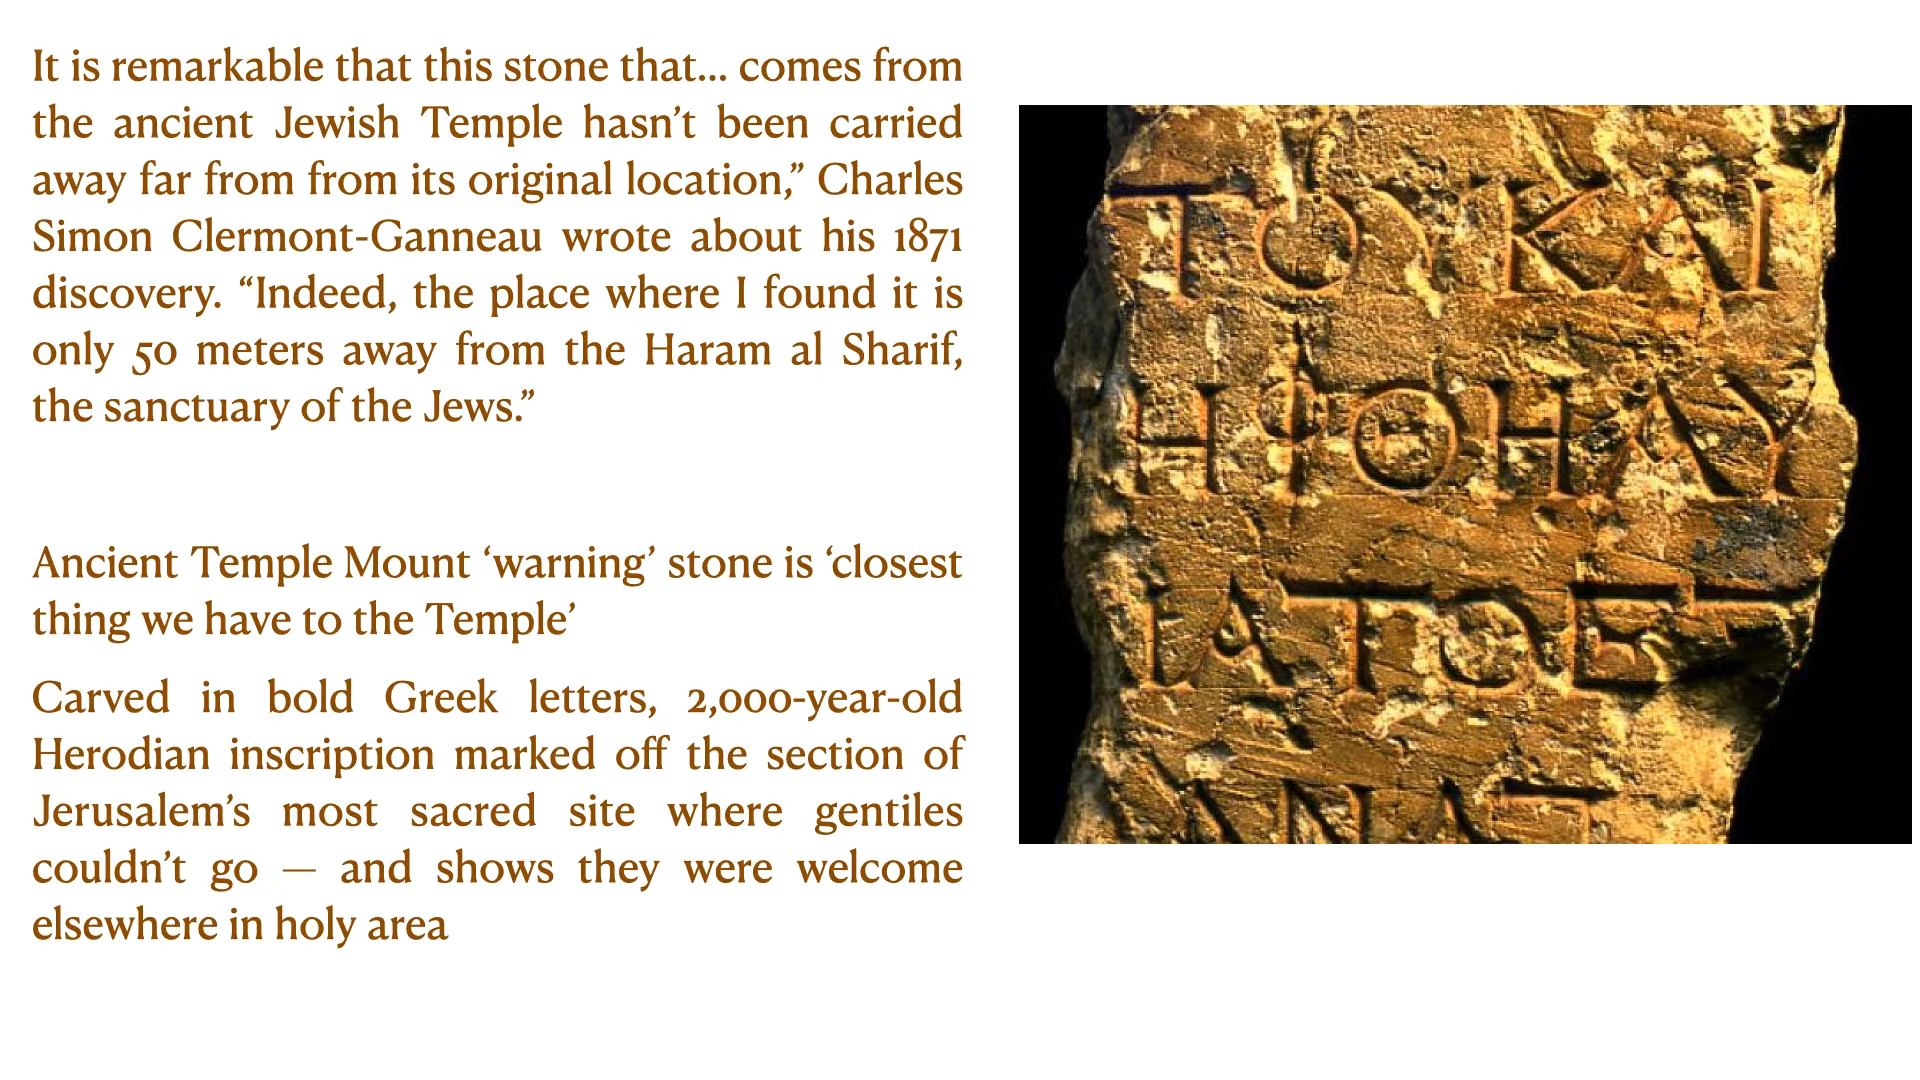 It is remarkable that this stone that... comes from
the ancient Jewish Temple hasn’t been carried
away far from from its original location,” Charles
Simon Clermont-Ganneau wrote about his 1871
discovery. “Indeed, the place where I found it is
only 50 meters away from the Haram al Sharif,
the sanctuary of the Jews.”
Ancient Temple Mount ‘warning’ stone is ‘closest
thing we have to the Temple’
Carved in bold Greek letters, 2,000-year-old
Herodian inscription marked off the section of
Jerusalem’s most sacred site where gentiles
couldn’t go — and shows they were welcome
elsewhere in holy area
ΤΟΥΚΑΙ
ΗΦΘΗΑΥ
ΙΑΤΟΕΞ
ΑΝΑΤ